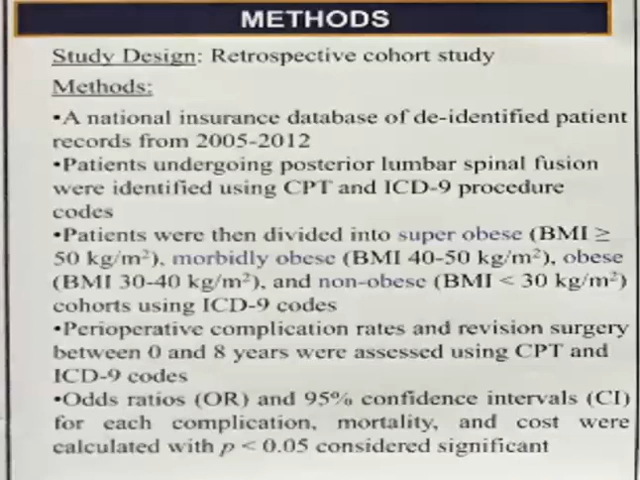 METHODS
Study Design: Retrospective cohort study
Methods:
•A national insurance database of de-identified patient
records from 2005-2012
•Patients undergoing posterior lumbar spinal fusion
were identified using CPT and ICD-9 procedure
codes
•Patients were then divided into super obese (BMI ≥
50 kg/m²), morbidly obese (BMI 40-50 kg/m²), obese
(BMI 30-40 kg/m²), and non-obese (BMI < 30 kg/m²)
cohorts using ICD-9 codes
•Perioperative complication rates and revision surgery
between 0 and 8 years were assessed using CPT and
ICD-9 codes
•Odds ratios (OR) and 95% confidence intervals (CI)
for each complication, mortality, and cost were
calculated with p < 0.05 considered significant